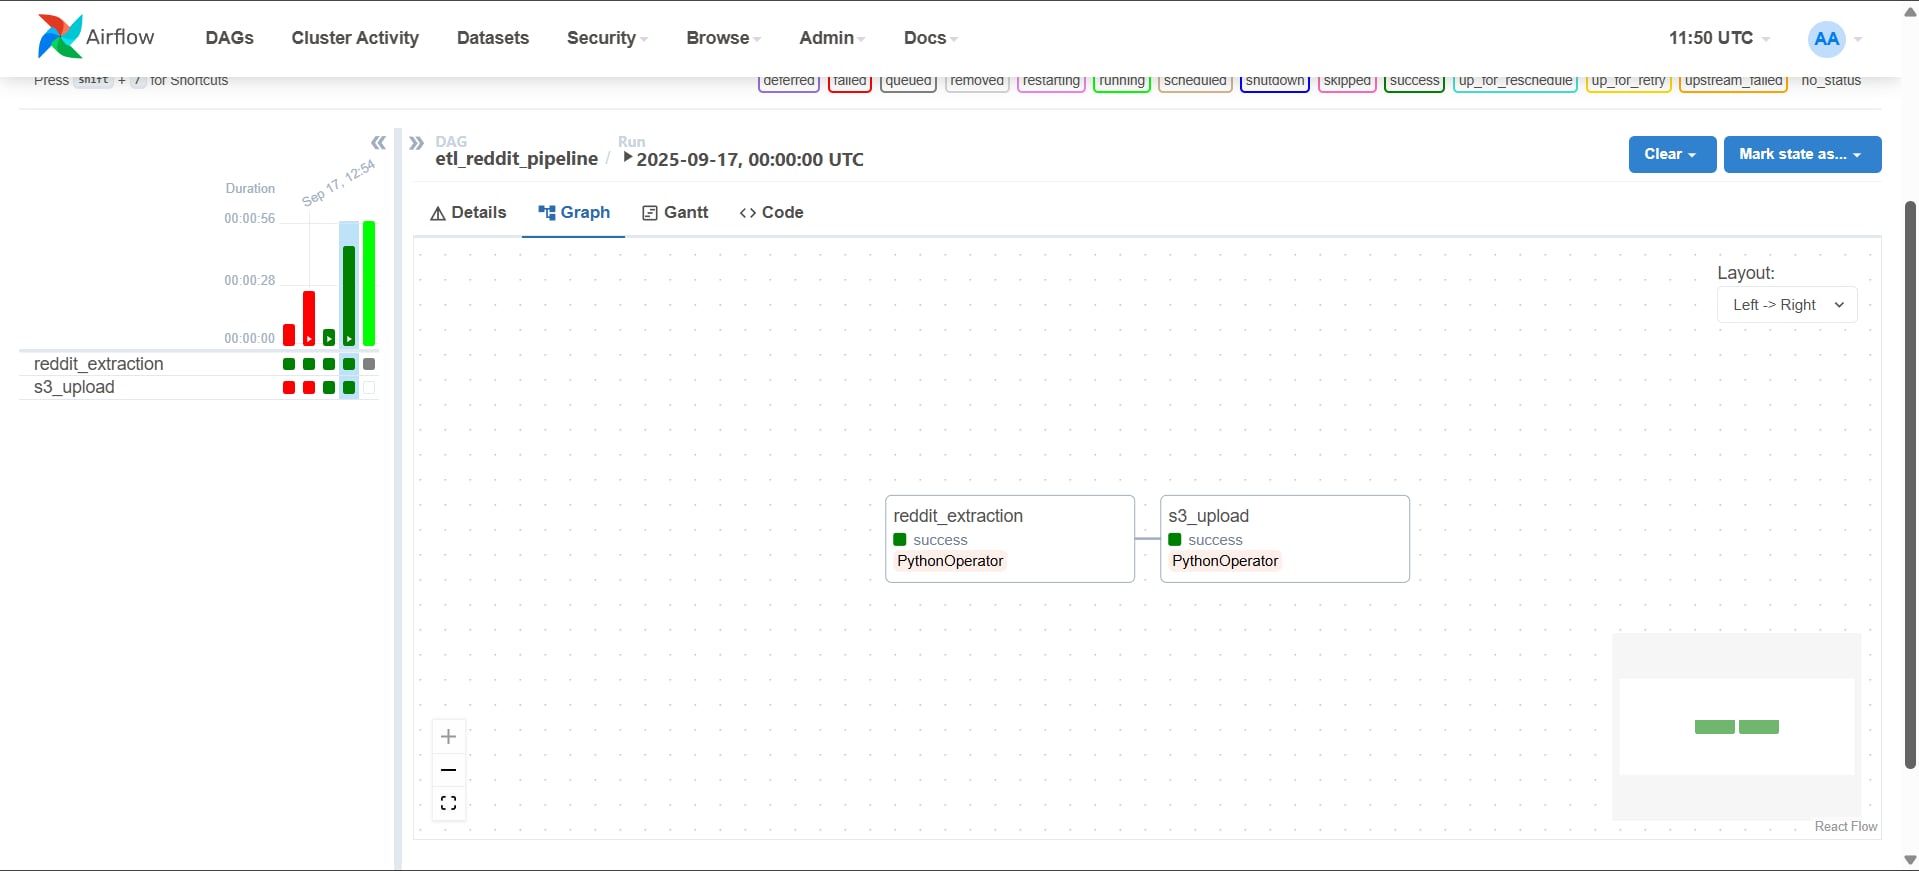 Airflow
DAGs Cluster Activity Datasets Security Browse Admin Docs 11:50 UTC AA
Press shift + / for Shortcuts
deferred failed queued removed restarting running scheduled shutdown skipped success up_for_reschedule up_for_retry upstream_failed no_status
DAG
etl_reddit_pipeline /
Run
2025-09-17, 00:00:00 UTC
Clear
Mark state as...
Details Graph Gantt Code
Sep 17, 12:54
Duration
00:00:56
00:00:28
00:00:00
reddit_extraction
s3_upload
Layout:
Left -> Right
reddit_extraction
success
PythonOperator
s3_upload
success
PythonOperator
React Flow